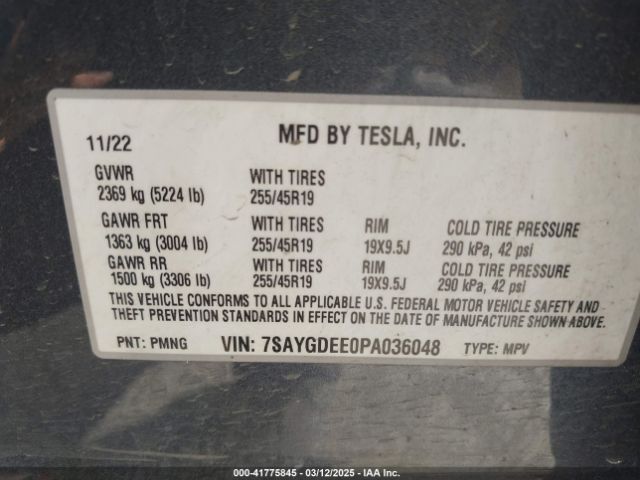 11/22 MFD BY TESLA, INC.
GVWR WITH TIRES
2369 kg (5224 lb) 255/45R19
GAWR FRT WITH TIRES RIM COLD TIRE PRESSURE
1363 kg (3004 lb) 255/45R19 19X9.5J 290 kPa, 42 psi
GAWR RR WITH TIRES RIM COLD TIRE PRESSURE
1500 kg (3306 lb) 255/45R19 19X9.5J 290 kPa, 42 psi
THIS VEHICLE CONFORMS TO ALL APPLICABLE U.S. FEDERAL MOTOR VEHICLE SAFETY AND
THEFT PREVENTION STANDARDS IN EFFECT ON THE DATE OF MANUFACTURE SHOWN ABOVE.
PNT: PMNG VIN: 7SAYGDEE0PA036048 TYPE: MPV
000-41775845 - 03/12/2025 - IAA Inc.